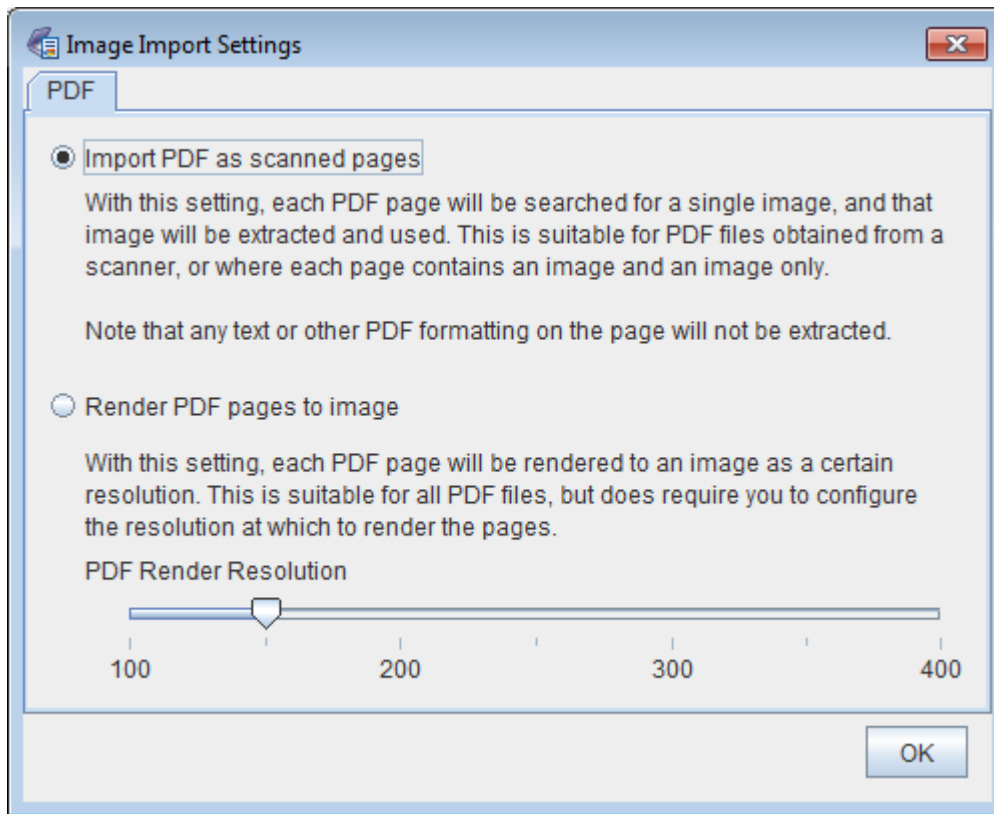 Image Import Settings
PDF
Import PDF as scanned pages
With this setting, each PDF page will be searched for a single image, and that
image will be extracted and used. This is suitable for PDF files obtained from a
scanner, or where each page contains an image and an image only.
Note that any text or other PDF formatting on the page will not be extracted.
Render PDF pages to image
With this setting, each PDF page will be rendered to an image as a certain
resolution. This is suitable for all PDF files, but does require you to configure
the resolution at which to render the pages.
PDF Render Resolution
100 200 300 400
OK